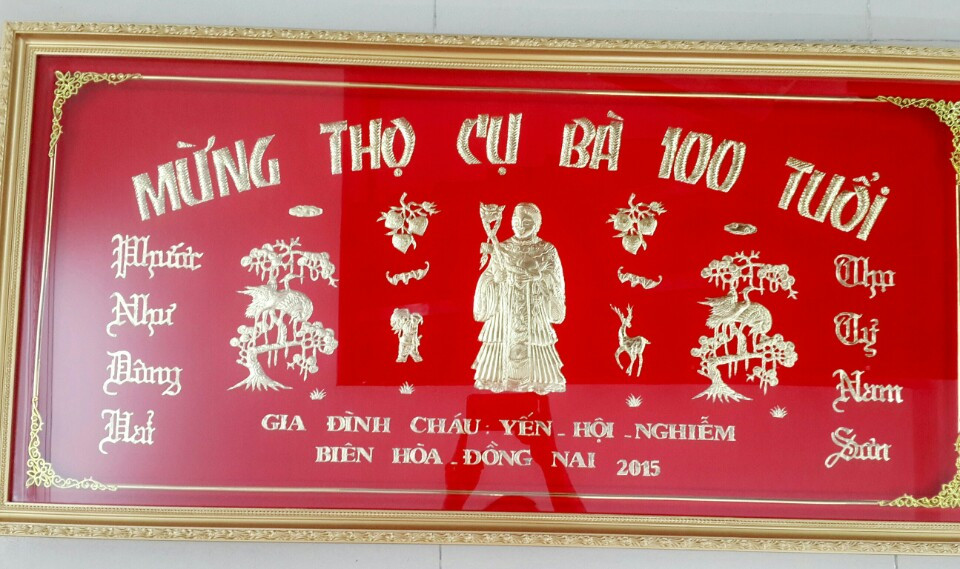 MỪNG THỌ CỤ BÀ 100 TUỔI
Phước
Như
Đông
Hải
Thọ
Tỷ
Nam
Sơn
GIA ĐÌNH CHÁU: YẾN - HỘI - NGHIỄM
BIÊN HÒA - ĐỒNG NAI 2015